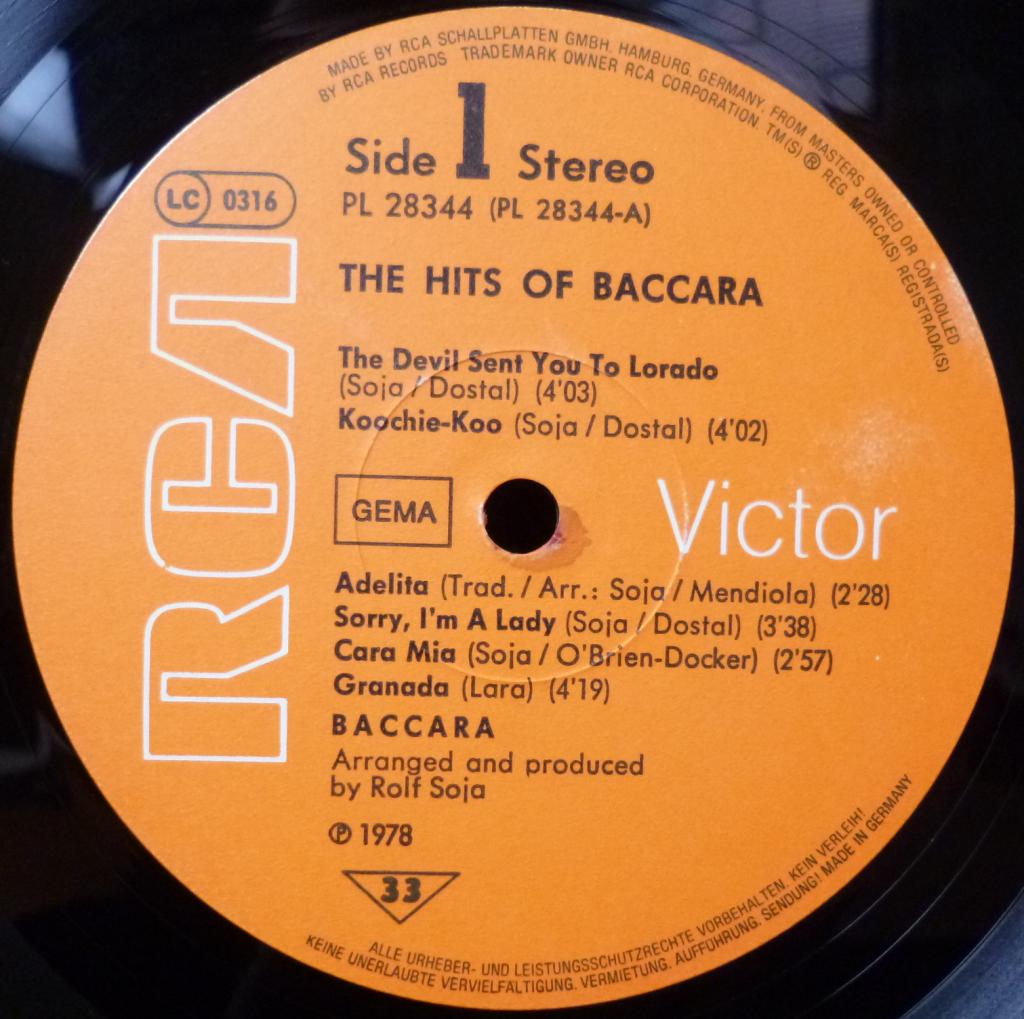 MADE BY RCA SCHALLPLATTEN GMBH. HAMBURG, GERMANY. FROM MASTERS OWNED OR CONTROLLED
BY RCA RECORDS TRADEMARK OWNER RCA CORPORATION. TM(S) ® REG. MARCA(S) REGISTRADA(S)
Side 1 Stereo
LC 0316
PL 28344 (PL 28344-A)
RCA
THE HITS OF BACCARA
The Devil Sent You To Lorado
(Soja / Dostal) (4'03)
Koochie-Koo (Soja / Dostal) (4'02)
GEMA
Victor
Adelita (Trad. / Arr.: Soja / Mendiola) (2'28)
Sorry, I'm A Lady (Soja / Dostal) (3'38)
Cara Mia (Soja / O'Brien-Docker) (2'57)
Granada (Lara) (4'19)
BACCARA
Arranged and produced
by Rolf Soja
℗ 1978
33
ALLE URHEBER- UND LEISTUNGSSCHUTZRECHTE VORBEHALTEN. KEIN VERLEIH!
KEINE UNERLAUBTE VERVIELFÄLTIGUNG. VERMIETUNG. AUFFÜHRUNG. SENDUNG! MADE IN GERMANY